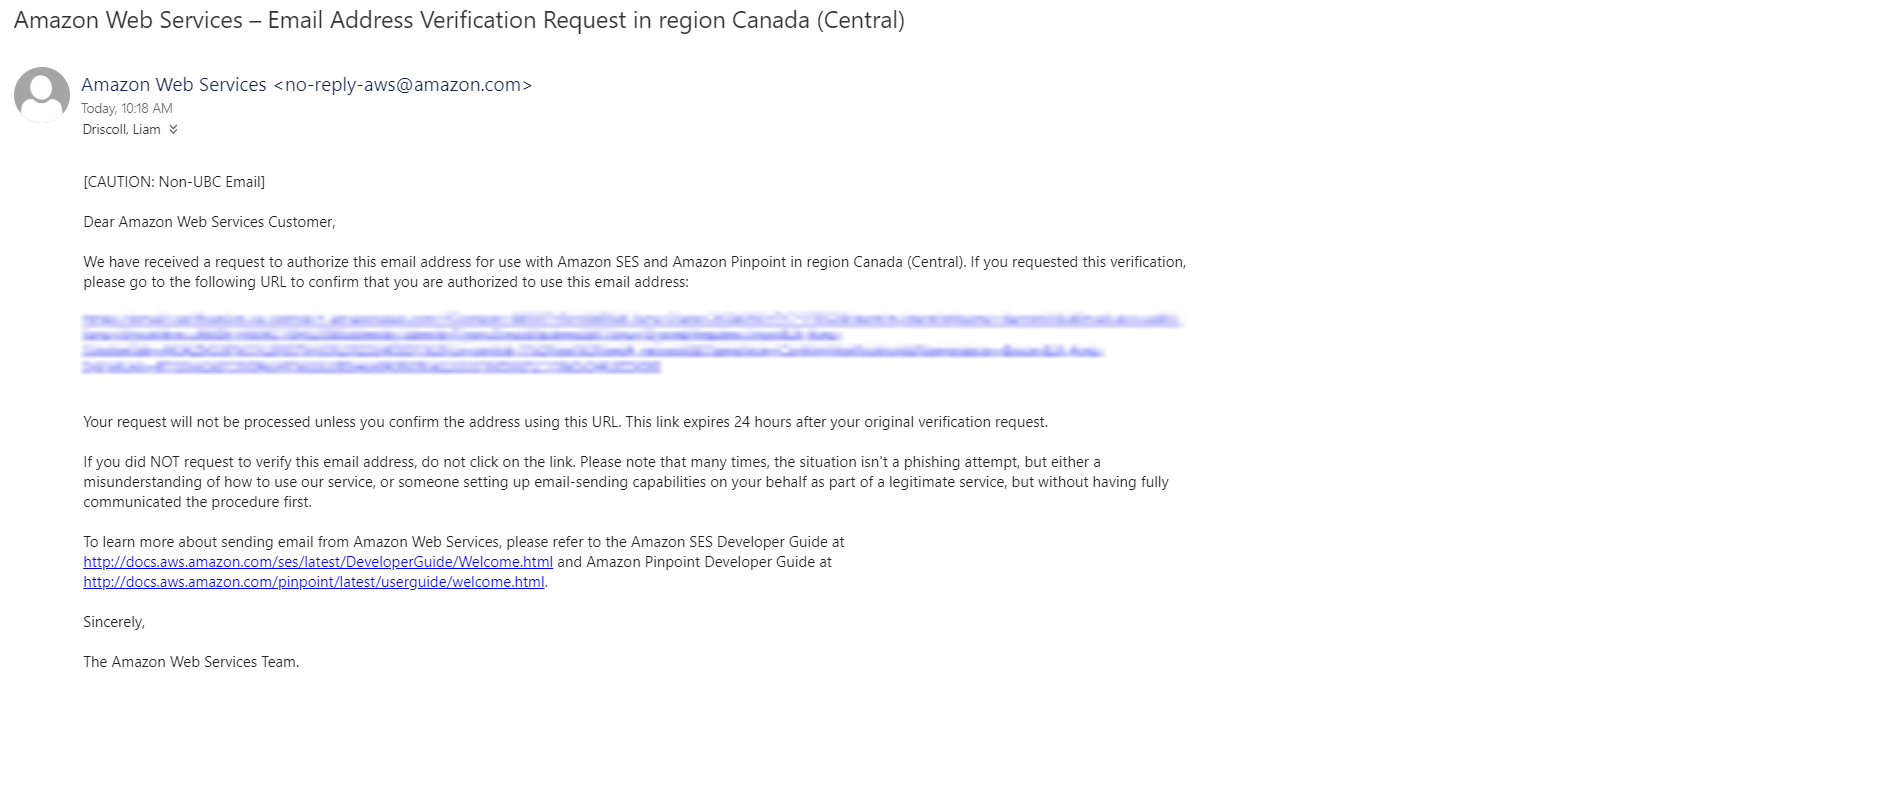 Amazon Web Services – Email Address Verification Request in region Canada (Central)
Amazon Web Services <no-reply-aws@amazon.com>
Today, 10:18 AM
Driscoll, Liam
[CAUTION: Non-UBC Email]
Dear Amazon Web Services Customer,
We have received a request to authorize this email address for use with Amazon SES and Amazon Pinpoint in region Canada (Central). If you requested this verification,
please go to the following URL to confirm that you are authorized to use this email address:
Your request will not be processed unless you confirm the address using this URL. This link expires 24 hours after your original verification request.
If you did NOT request to verify this email address, do not click on the link. Please note that many times, the situation isn't a phishing attempt, but either a
misunderstanding of how to use our service, or someone setting up email-sending capabilities on your behalf as part of a legitimate service, but without having fully
communicated the procedure first.
To learn more about sending email from Amazon Web Services, please refer to the Amazon SES Developer Guide at
http://docs.aws.amazon.com/ses/latest/DeveloperGuide/Welcome.html and Amazon Pinpoint Developer Guide at
http://docs.aws.amazon.com/pinpoint/latest/userguide/welcome.html.
Sincerely,
The Amazon Web Services Team.